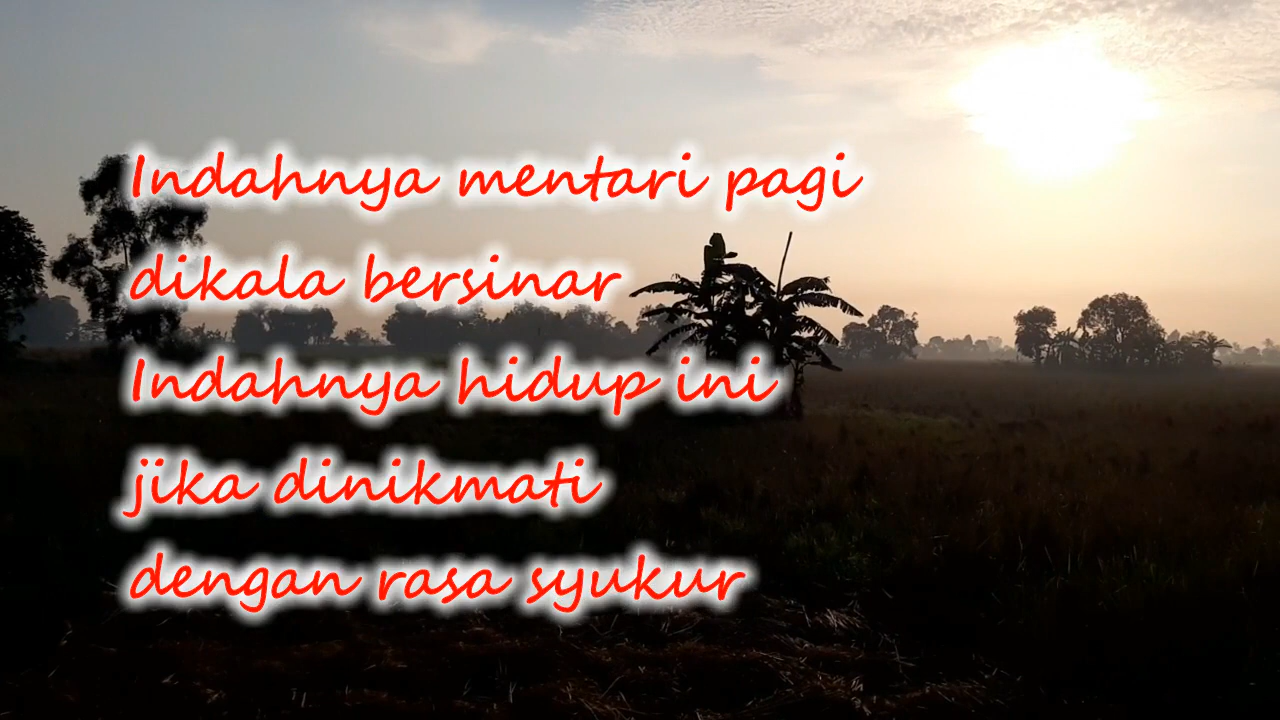 Indahnya mentari pagi
dikala bersinar
Indahnya hidup ini
jika dinikmati
dengan rasa syukur